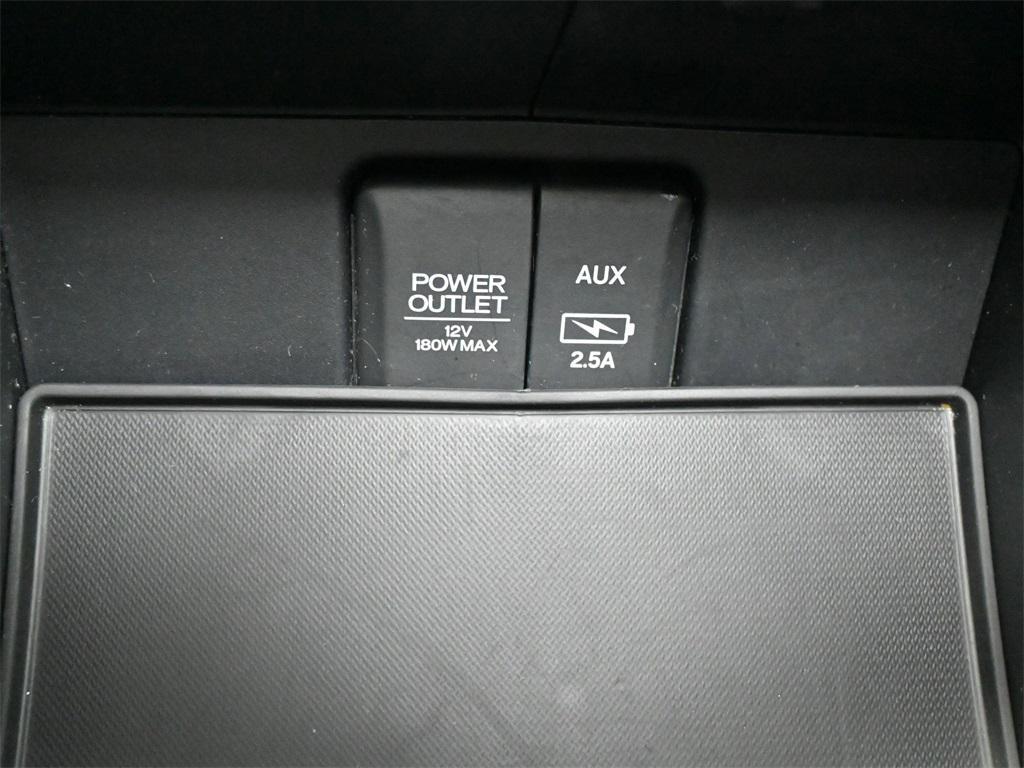 POWER
OUTLET
12V
180W MAX
AUX
2.5A